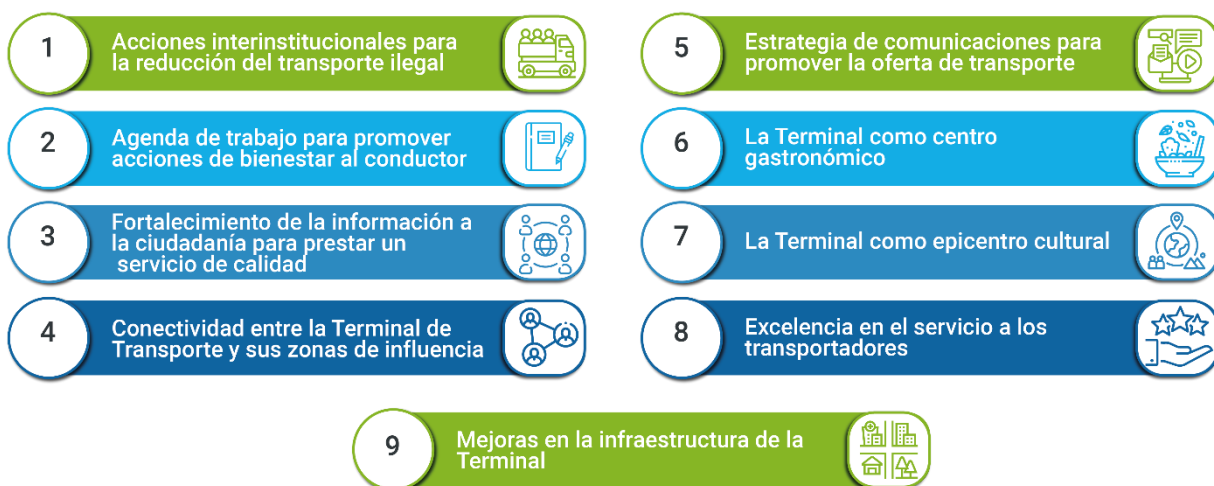 1
Acciones interinstitucionales para
la reducción del transporte ilegal
2
Agenda de trabajo para promover
acciones de bienestar al conductor
3
Fortalecimiento de la información a
la ciudadanía para prestar un
servicio de calidad
4
Conectividad entre la Terminal de
Transporte y sus zonas de influencia
5
Estrategia de comunicaciones para
promover la oferta de transporte
6
La Terminal como centro
gastronómico
7
La Terminal como epicentro cultural
8
Excelencia en el servicio a los
transportadores
9
Mejoras en la infraestructura de la
Terminal